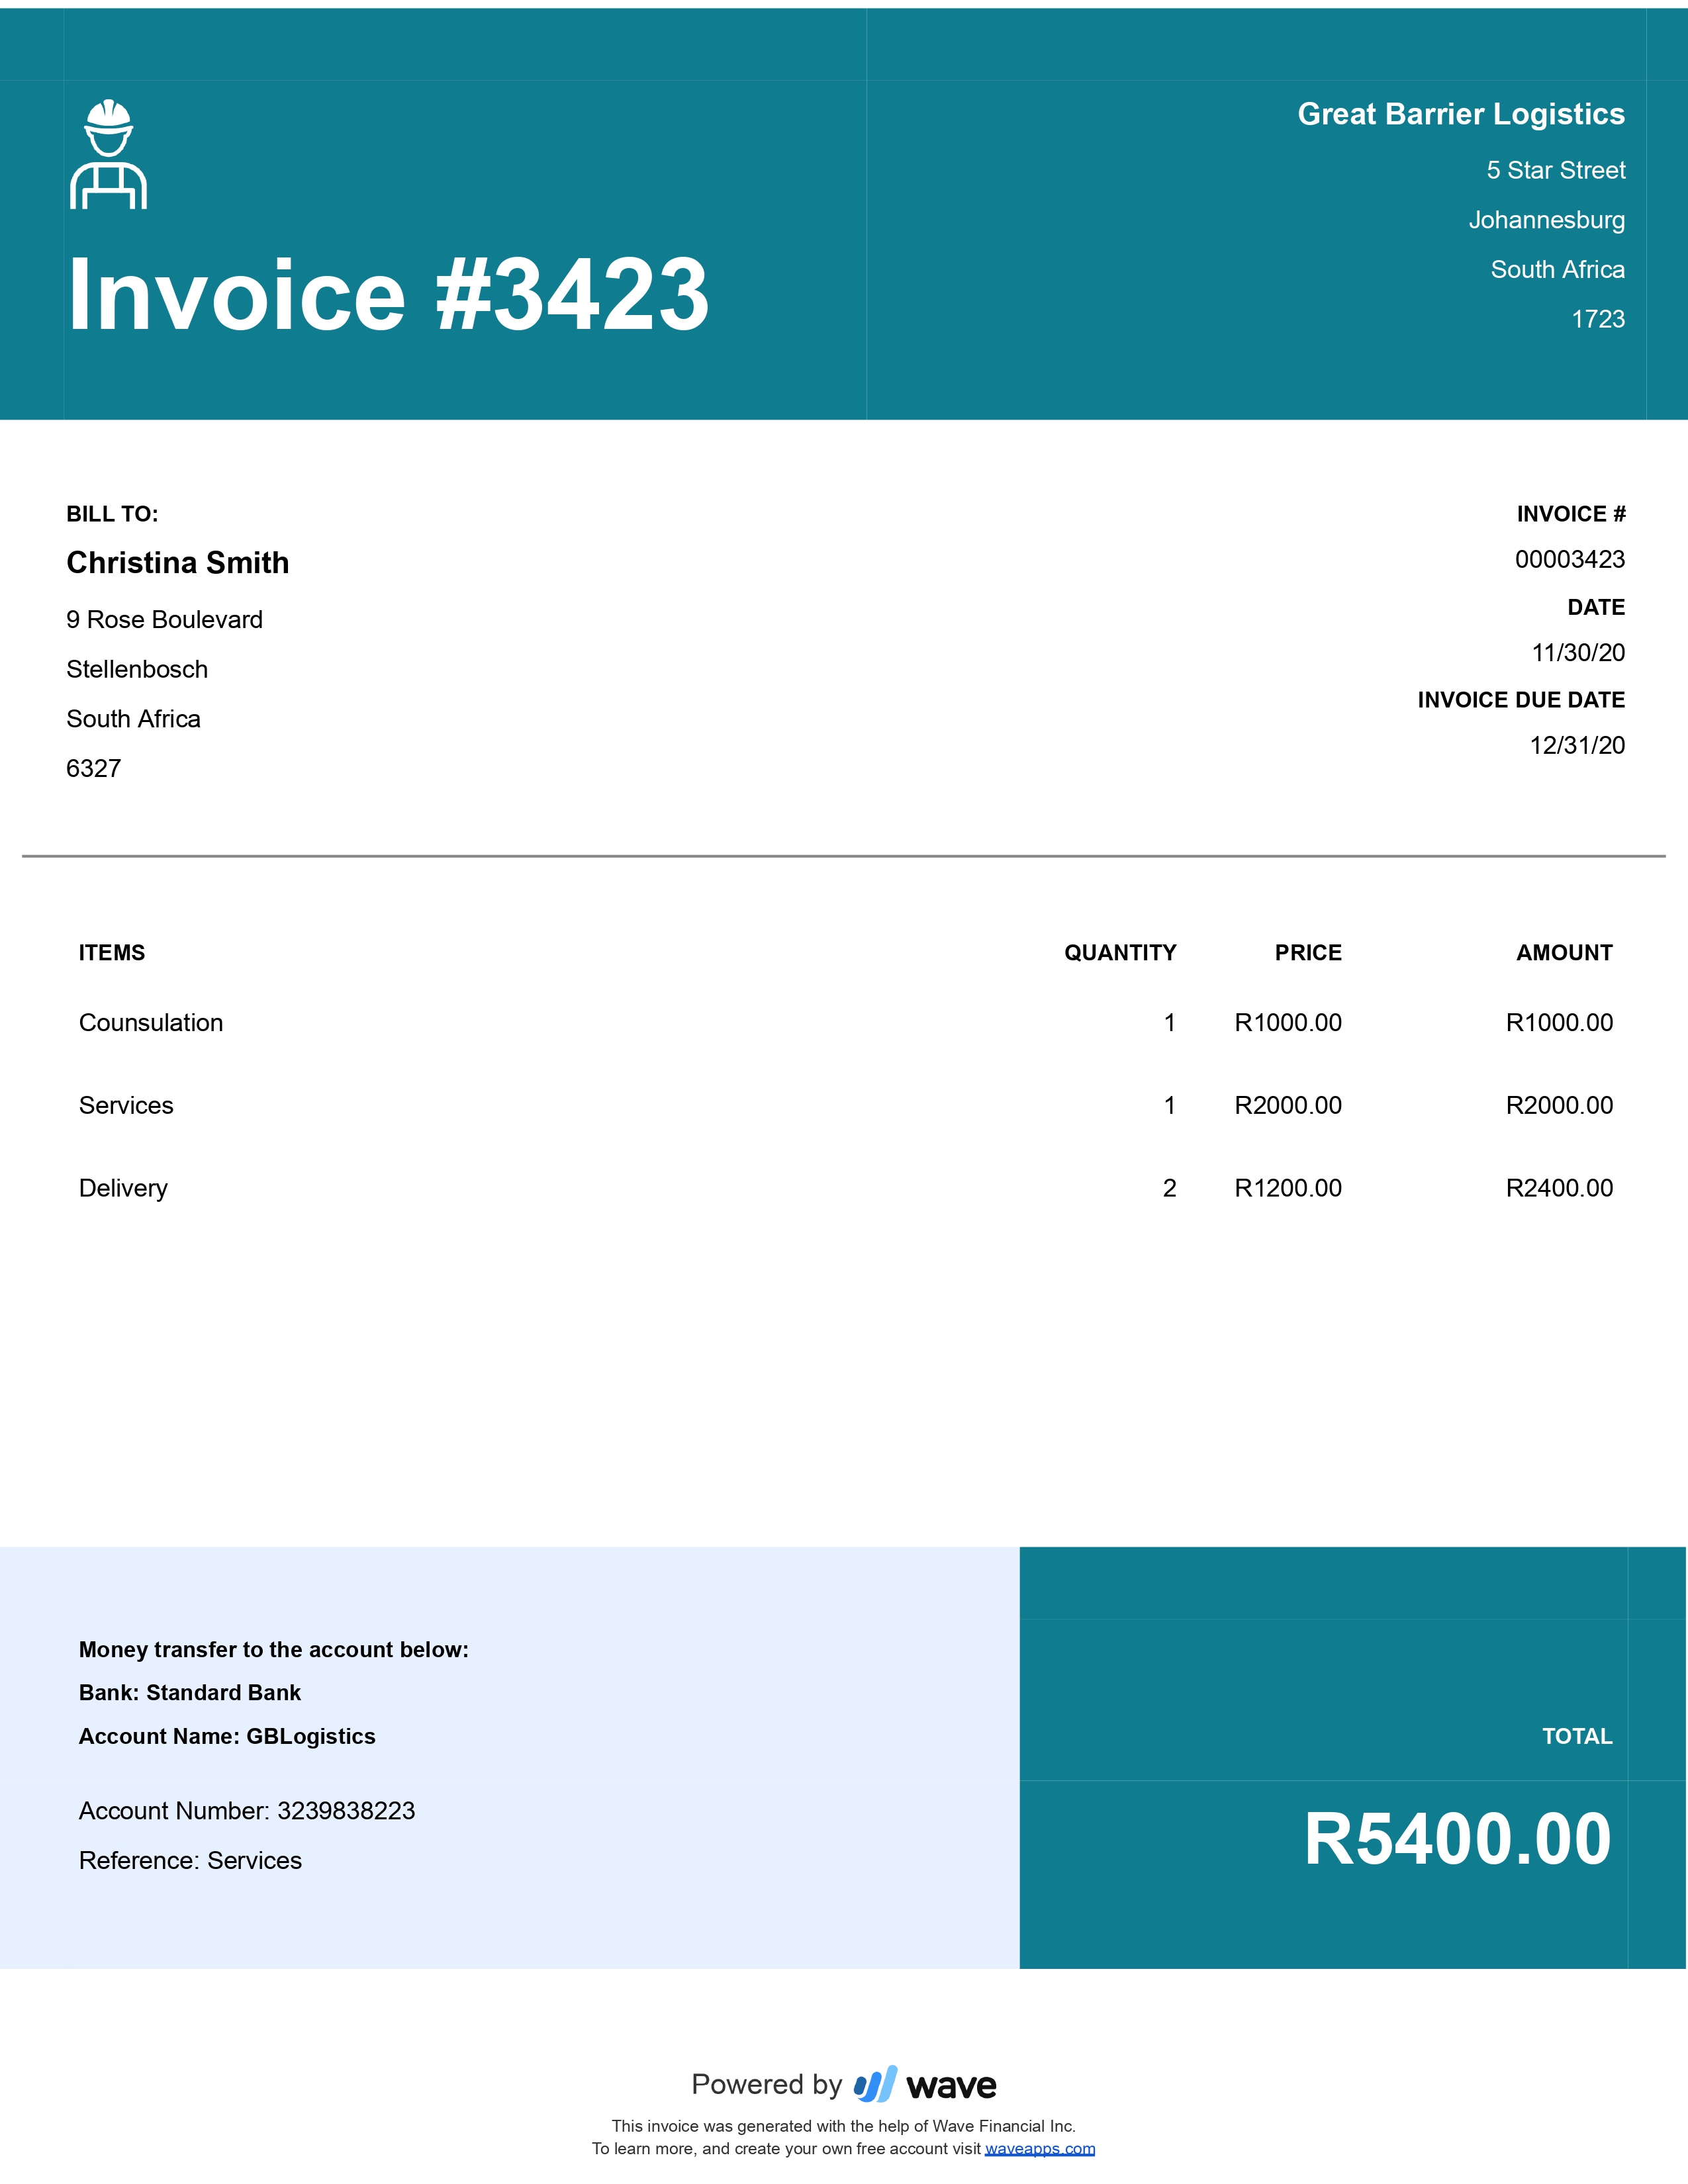 Great Barrier Logistics
5 Star Street
Johannesburg
South Africa
1723
Invoice #3423
BILL TO:
Christina Smith
9 Rose Boulevard
Stellenbosch
South Africa
6327
INVOICE #
00003423
DATE
11/30/20
INVOICE DUE DATE
12/31/20
ITEMS QUANTITY PRICE AMOUNT
Counsulation 1 R1000.00 R1000.00
Services 1 R2000.00 R2000.00
Delivery 2 R1200.00 R2400.00
Money transfer to the account below:
Bank: Standard Bank
Account Name: GBLogistics
Account Number: 3239838223
Reference: Services
TOTAL
R5400.00
Powered by wave
This invoice was generated with the help of Wave Financial Inc.
To learn more, and create your own free account visit waveapps.com